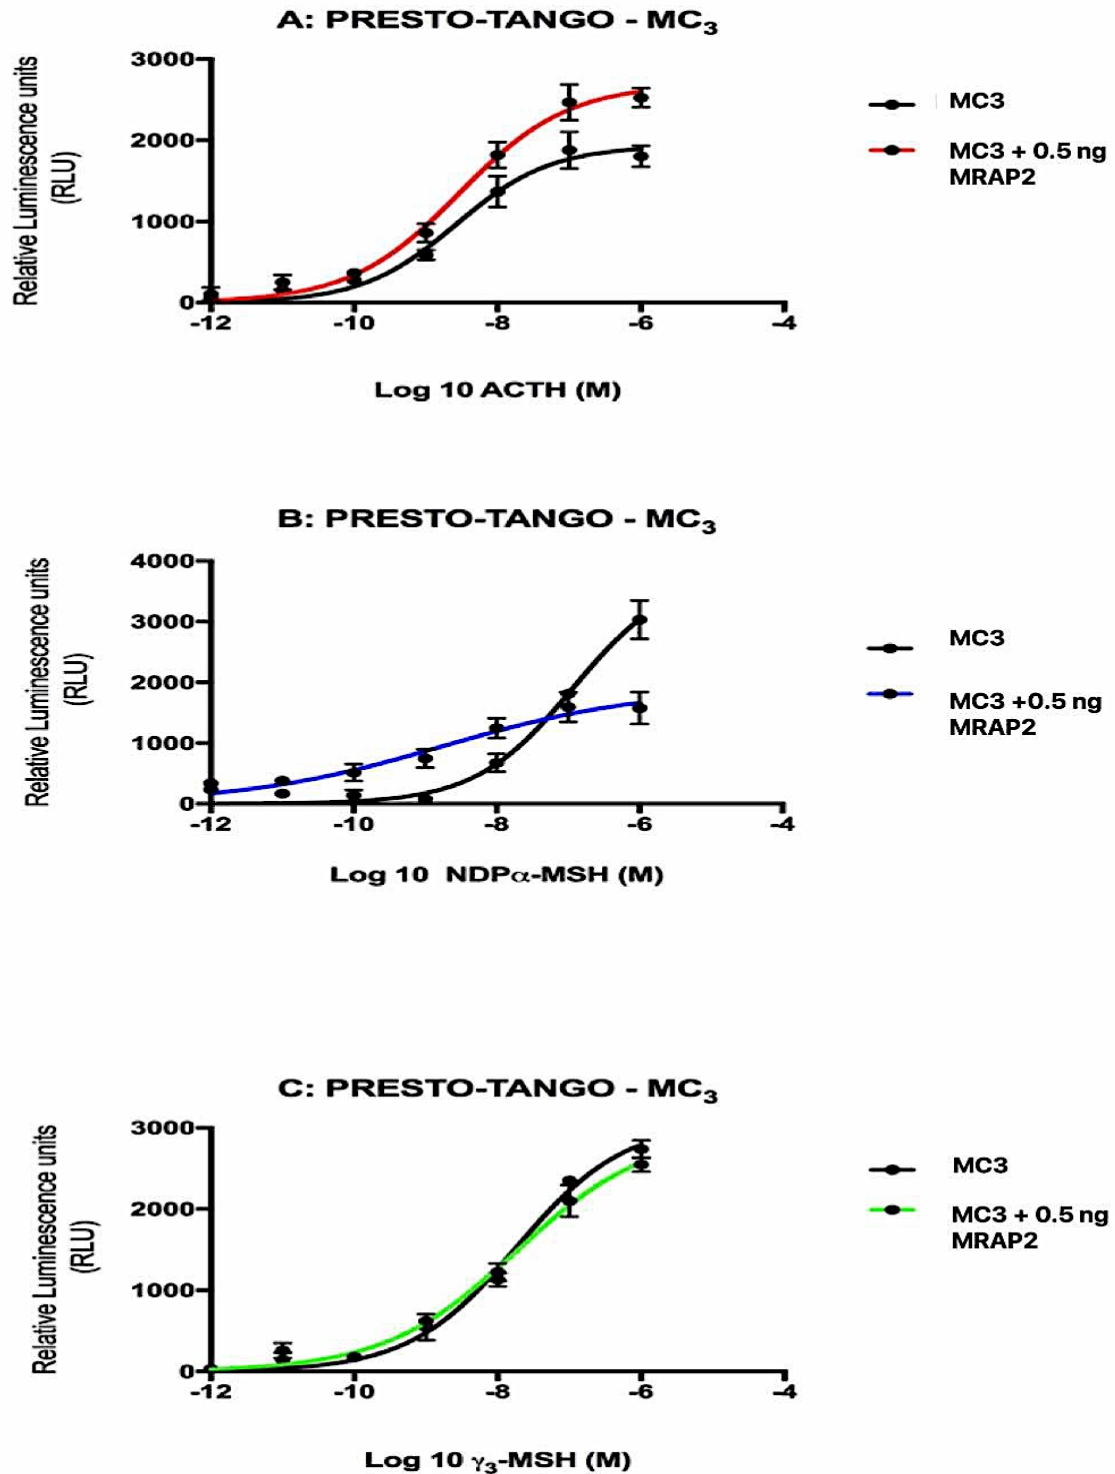 A: PRESTO-TANGO - MC₃
Relative Luminescence units
(RLU)
3000
2000
1000
0
-12
-10
-8
-6
-4
Log 10 ACTH (M)
MC3
MC3 + 0.5 ng
MRAP2
B: PRESTO-TANGO - MC₃
Relative Luminescence units
(RLU)
4000
3000
2000
1000
0
-12
-10
-8
-6
-4
Log 10 NDPα-MSH (M)
MC3
MC3 +0.5 ng
MRAP2
C: PRESTO-TANGO - MC₃
Relative Luminescence units
(RLU)
3000
2000
1000
0
-12
-10
-8
-6
-4
Log 10 γ₃-MSH (M)
MC3
MC3 + 0.5 ng
MRAP2